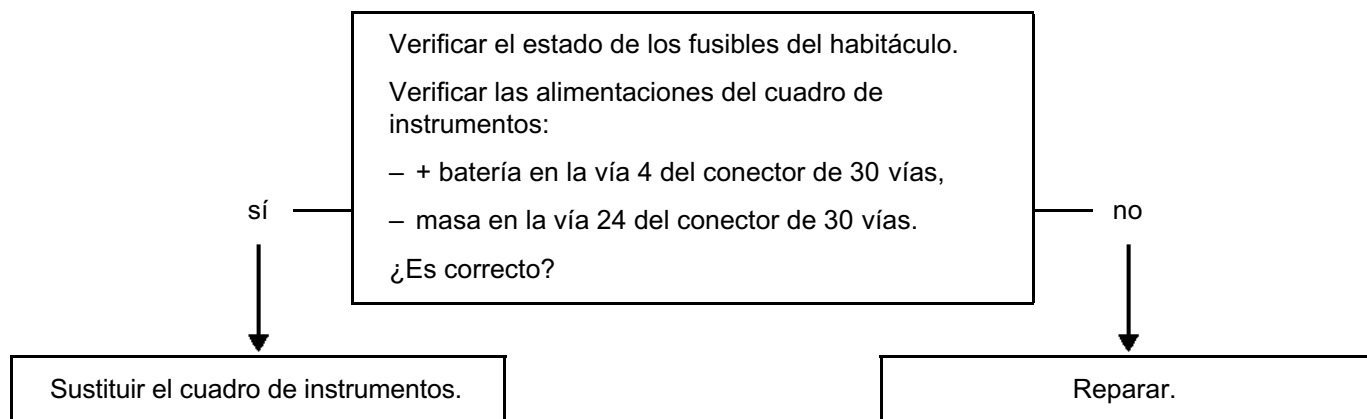 Verificar el estado de los fusibles del habitáculo.
Verificar las alimentaciones del cuadro de
instrumentos:
– + batería en la vía 4 del conector de 30 vías,
– masa en la vía 24 del conector de 30 vías.
¿Es correcto?
sí
no
Sustituir el cuadro de instrumentos.
Reparar.